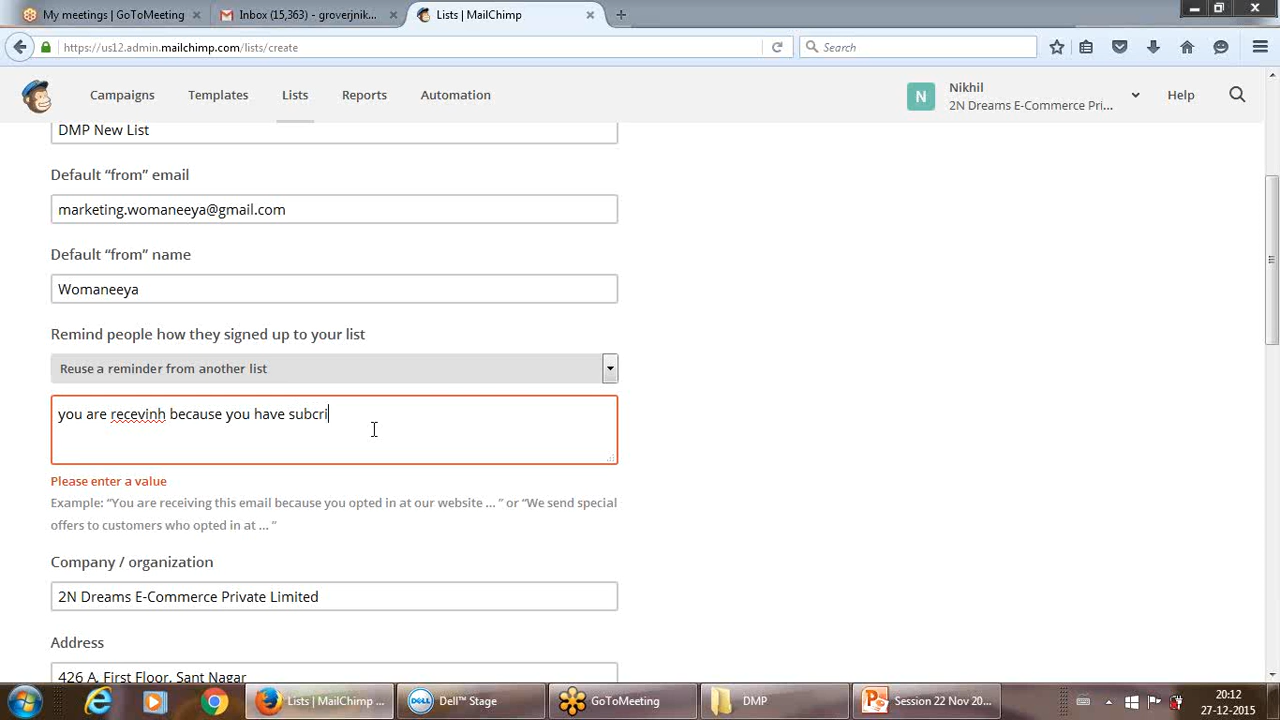 My meetings | GoToMeeting
Inbox (15,363) - groverjnik...
Lists | MailChimp
https://us12.admin.mailchimp.com/lists/create
Search
Campaigns
Templates
Lists
Reports
Automation
N
Nikhil
2N Dreams E-Commerce Pri...
Help
DMP New List
Default “from” email
marketing.womaneeya@gmail.com
Default “from” name
Womaneeya
Remind people how they signed up to your list
Reuse a reminder from another list
you are recevinh because you have subcri
Please enter a value
Example: “You are receiving this email because you opted in at our website ... ” or “We send special
offers to customers who opted in at ... ”
Company / organization
2N Dreams E-Commerce Private Limited
Address
426 A, First Floor, Sant Nagar
Lists | MailChimp ...
DELL
Dell™ Stage
GoToMeeting
DMP
Session 22 Nov 20...
20:12
27-12-2015